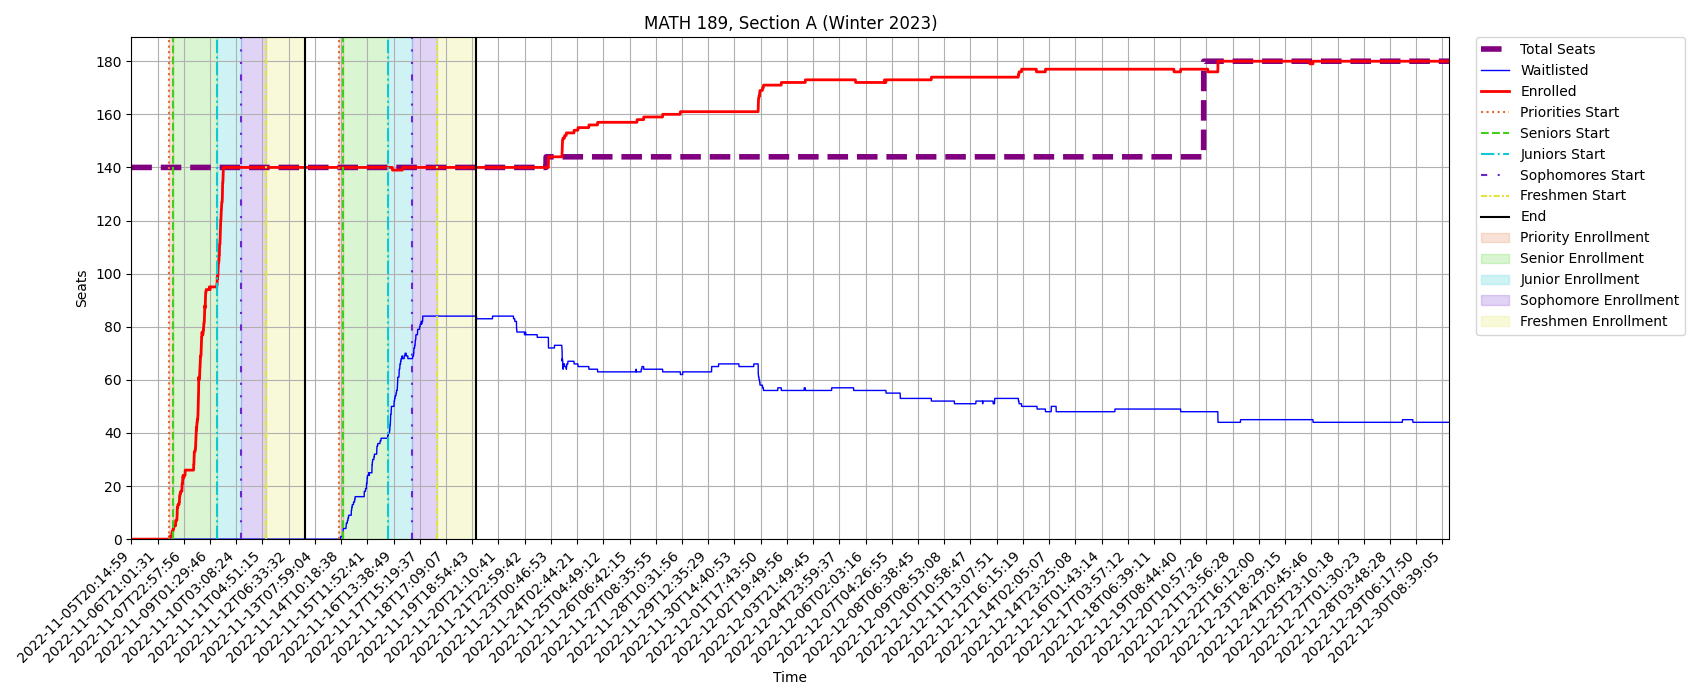 MATH 189, Section A (Winter 2023)
Seats
180
160
140
120
100
80
60
40
20
0
2022-11-05T20:14:59
2022-11-06T21:01:31
2022-11-07T22:57:56
2022-11-09T01:29:46
2022-11-10T03:08:24
2022-11-11T04:51:15
2022-11-12T06:33:32
2022-11-13T07:59:04
2022-11-14T10:18:38
2022-11-15T11:52:41
2022-11-16T13:38:49
2022-11-17T15:19:37
2022-11-18T17:09:07
2022-11-19T18:54:43
2022-11-20T21:10:41
2022-11-21T22:59:42
2022-11-23T00:46:53
2022-11-24T02:44:21
2022-11-25T04:49:12
2022-11-26T06:42:15
2022-11-27T08:35:55
2022-11-28T10:31:56
2022-11-29T12:35:29
2022-11-30T14:40:53
2022-12-01T17:43:50
2022-12-02T19:49:56
2022-12-03T21:49:45
2022-12-04T23:59:37
2022-12-06T02:03:16
2022-12-07T04:26:55
2022-12-08T06:38:45
2022-12-09T08:53:08
2022-12-10T10:58:47
2022-12-11T13:07:51
2022-12-12T16:15:19
2022-12-14T02:05:07
2022-12-14T23:25:08
2022-12-16T01:43:14
2022-12-17T03:57:12
2022-12-18T06:39:11
2022-12-19T08:44:40
2022-12-20T10:57:26
2022-12-21T13:56:28
2022-12-22T16:12:00
2022-12-23T18:29:15
2022-12-24T20:45:46
2022-12-25T23:10:18
2022-12-27T01:30:23
2022-12-28T03:48:28
2022-12-29T06:17:50
2022-12-30T08:39:05
Time
Total Seats
Waitlisted
Enrolled
Priorities Start
Seniors Start
Juniors Start
Sophomores Start
Freshmen Start
End
Priority Enrollment
Senior Enrollment
Junior Enrollment
Sophomore Enrollment
Freshmen Enrollment